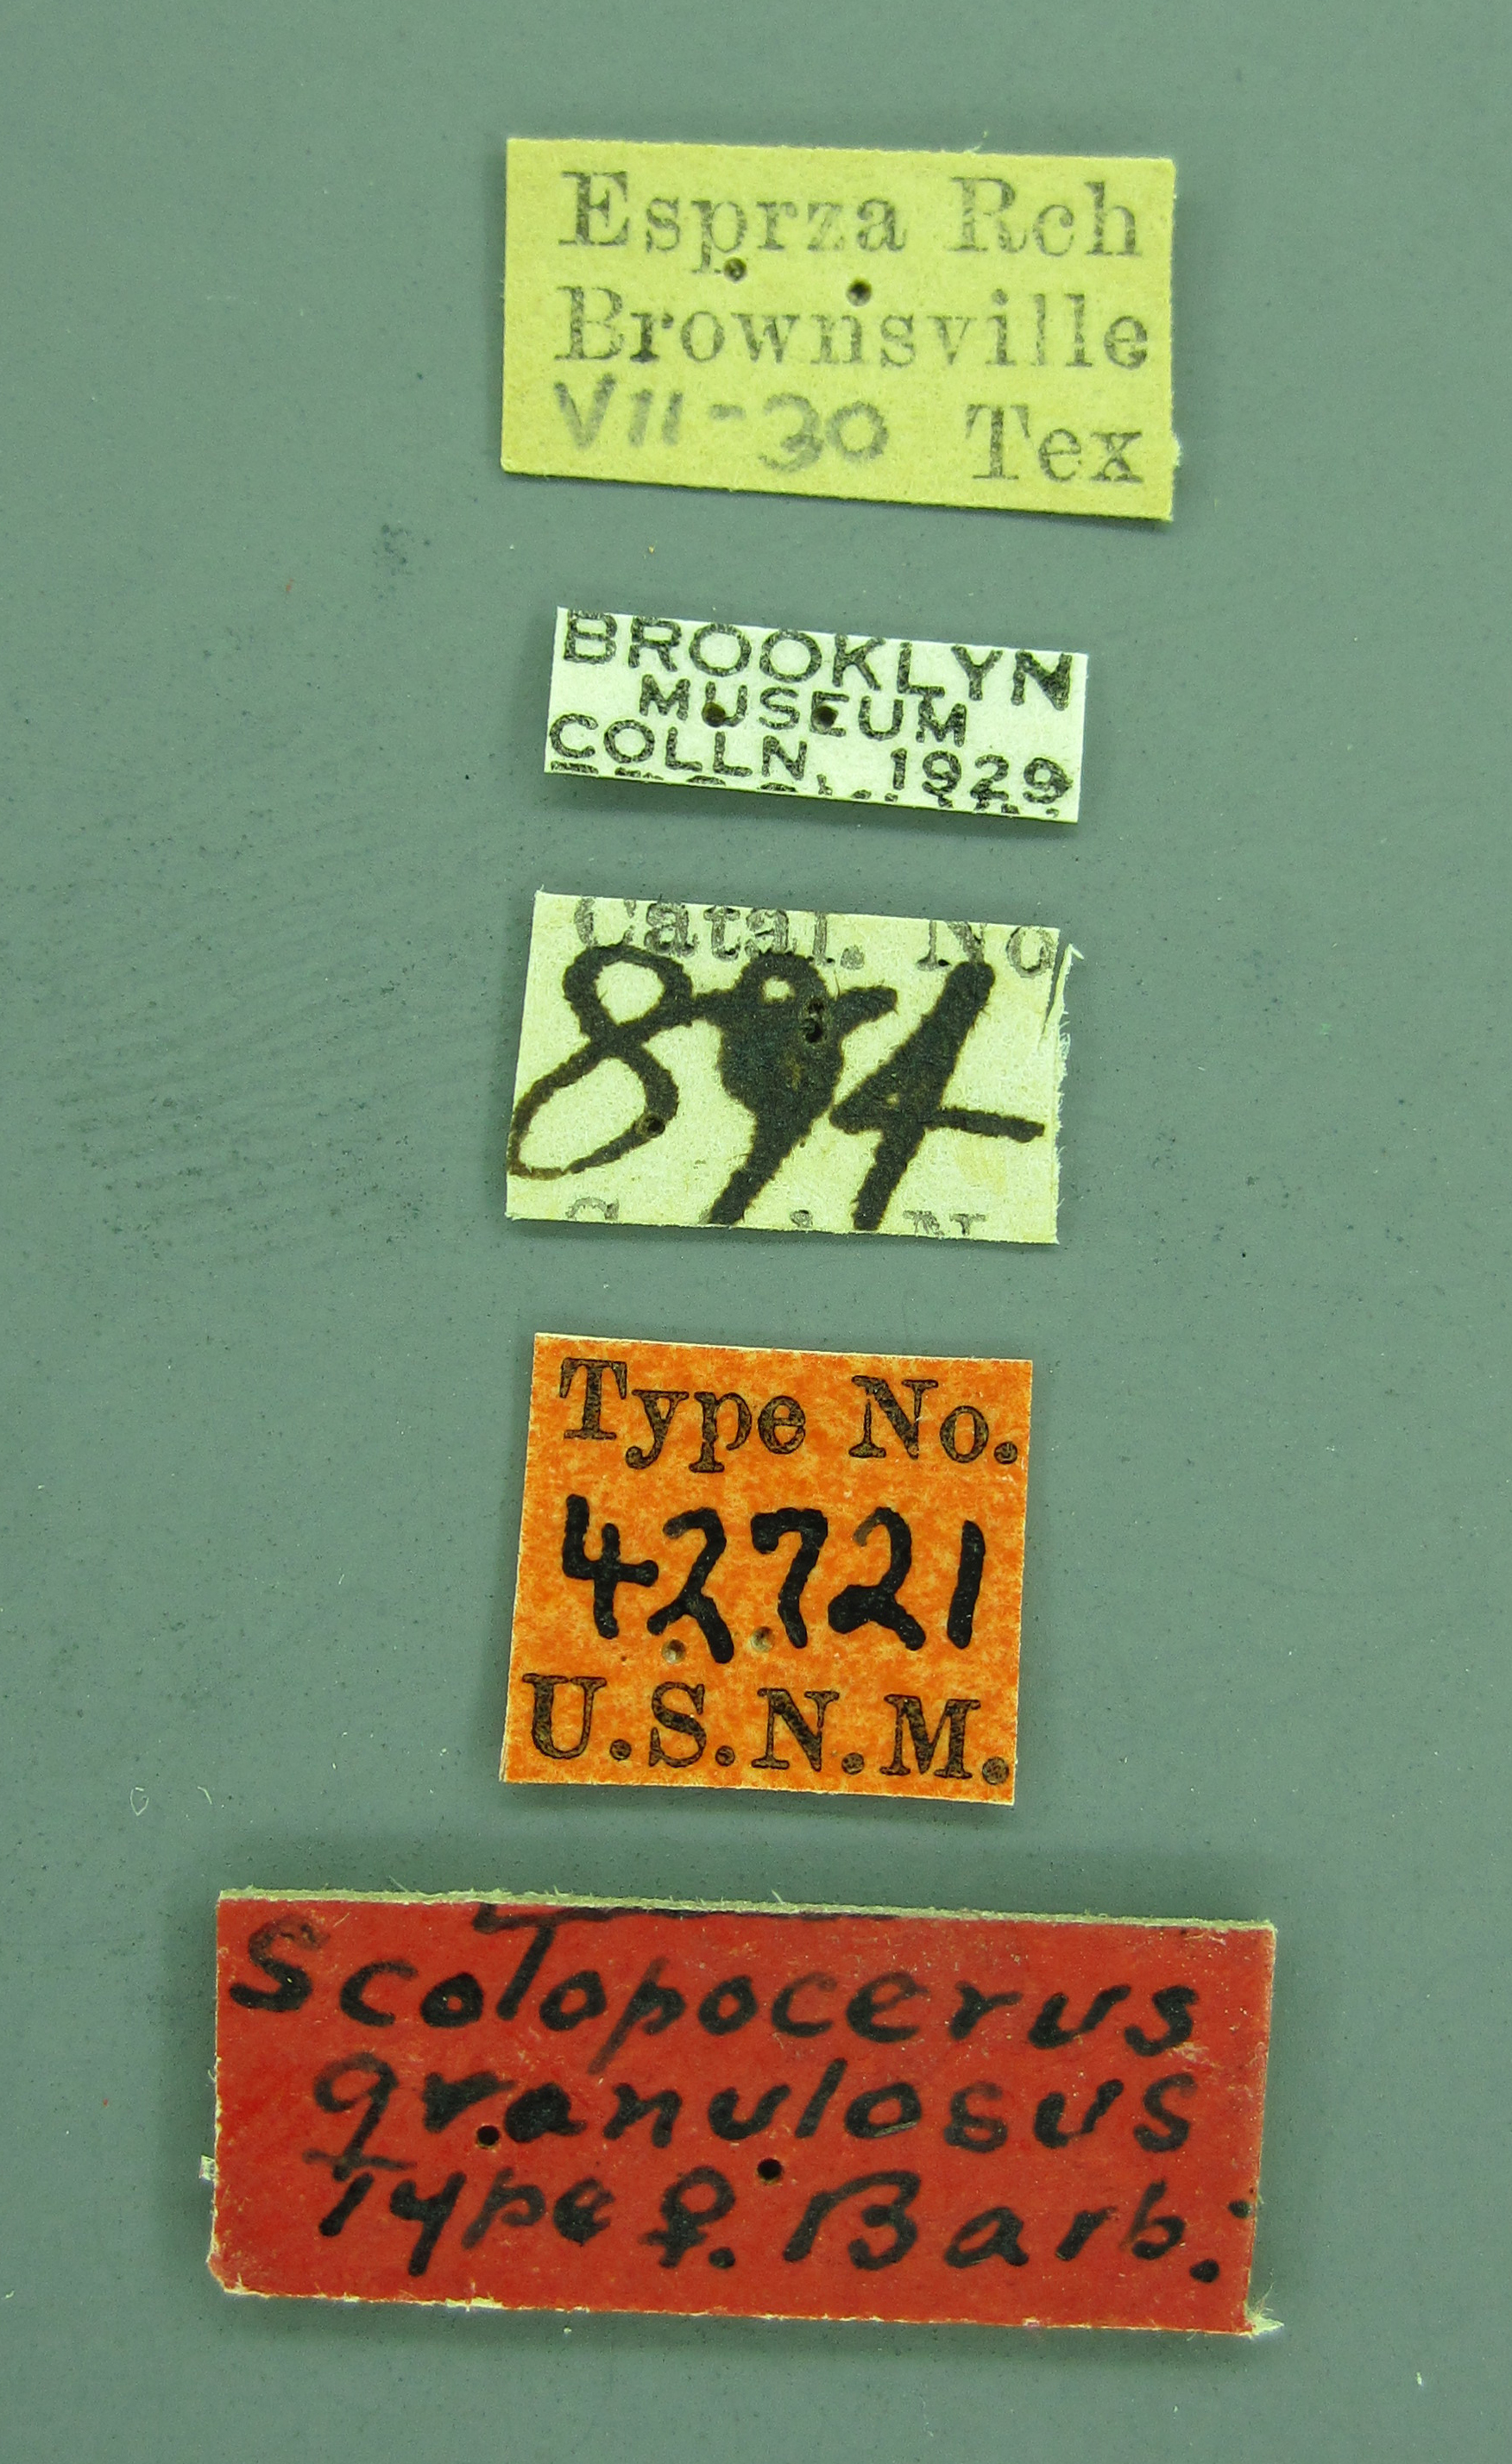 Esprza Rch
Brownsville
VII-30 Tex
BROOKLYN
MUSEUM
COLLN. 1929
Catal. No
894
Type No.
42721
U.S.N.M.
Scotopocerus
granulosus
Type ♀. Barb.